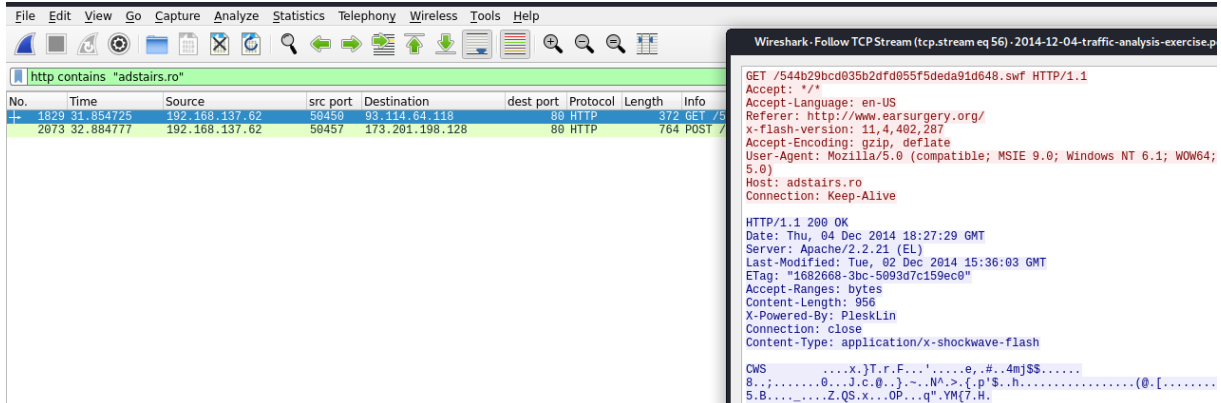 File Edit View Go Capture Analyze Statistics Telephony Wireless Tools Help
Wireshark · Follow TCP Stream (tcp.stream eq 56) · 2014-12-04-traffic-analysis-exercise.p
http contains "adstairs.ro"
No. Time Source src port Destination dest port Protocol Length Info
1829 31.854725 192.168.137.62 50450 93.114.64.118 80 HTTP 372 GET /5
2073 32.884777 192.168.137.62 50457 173.201.198.128 80 HTTP 764 POST /
GET /544b29bcd035b2dfd055f5deda91d648.swf HTTP/1.1
Accept: */*
Accept-Language: en-US
Referer: http://www.earsurgery.org/
x-flash-version: 11,4,402,287
Accept-Encoding: gzip, deflate
User-Agent: Mozilla/5.0 (compatible; MSIE 9.0; Windows NT 6.1; WOW64;
5.0)
Host: adstairs.ro
Connection: Keep-Alive
HTTP/1.1 200 OK
Date: Thu, 04 Dec 2014 18:27:29 GMT
Server: Apache/2.2.21 (EL)
Last-Modified: Tue, 02 Dec 2014 15:36:03 GMT
ETag: "1682668-3bc-5093d7c159ec0"
Accept-Ranges: bytes
Content-Length: 956
X-Powered-By: PleskLin
Connection: close
Content-Type: application/x-shockwave-flash
CWS ....x.}T.r.F...'.....e,.#..4mj$$......
8..;.......0...J.c.@..}.~..N^.>.{.p'$..h.................(@.[.........
5.B...._....Z.QS.x...OP...q".YM{7.H.